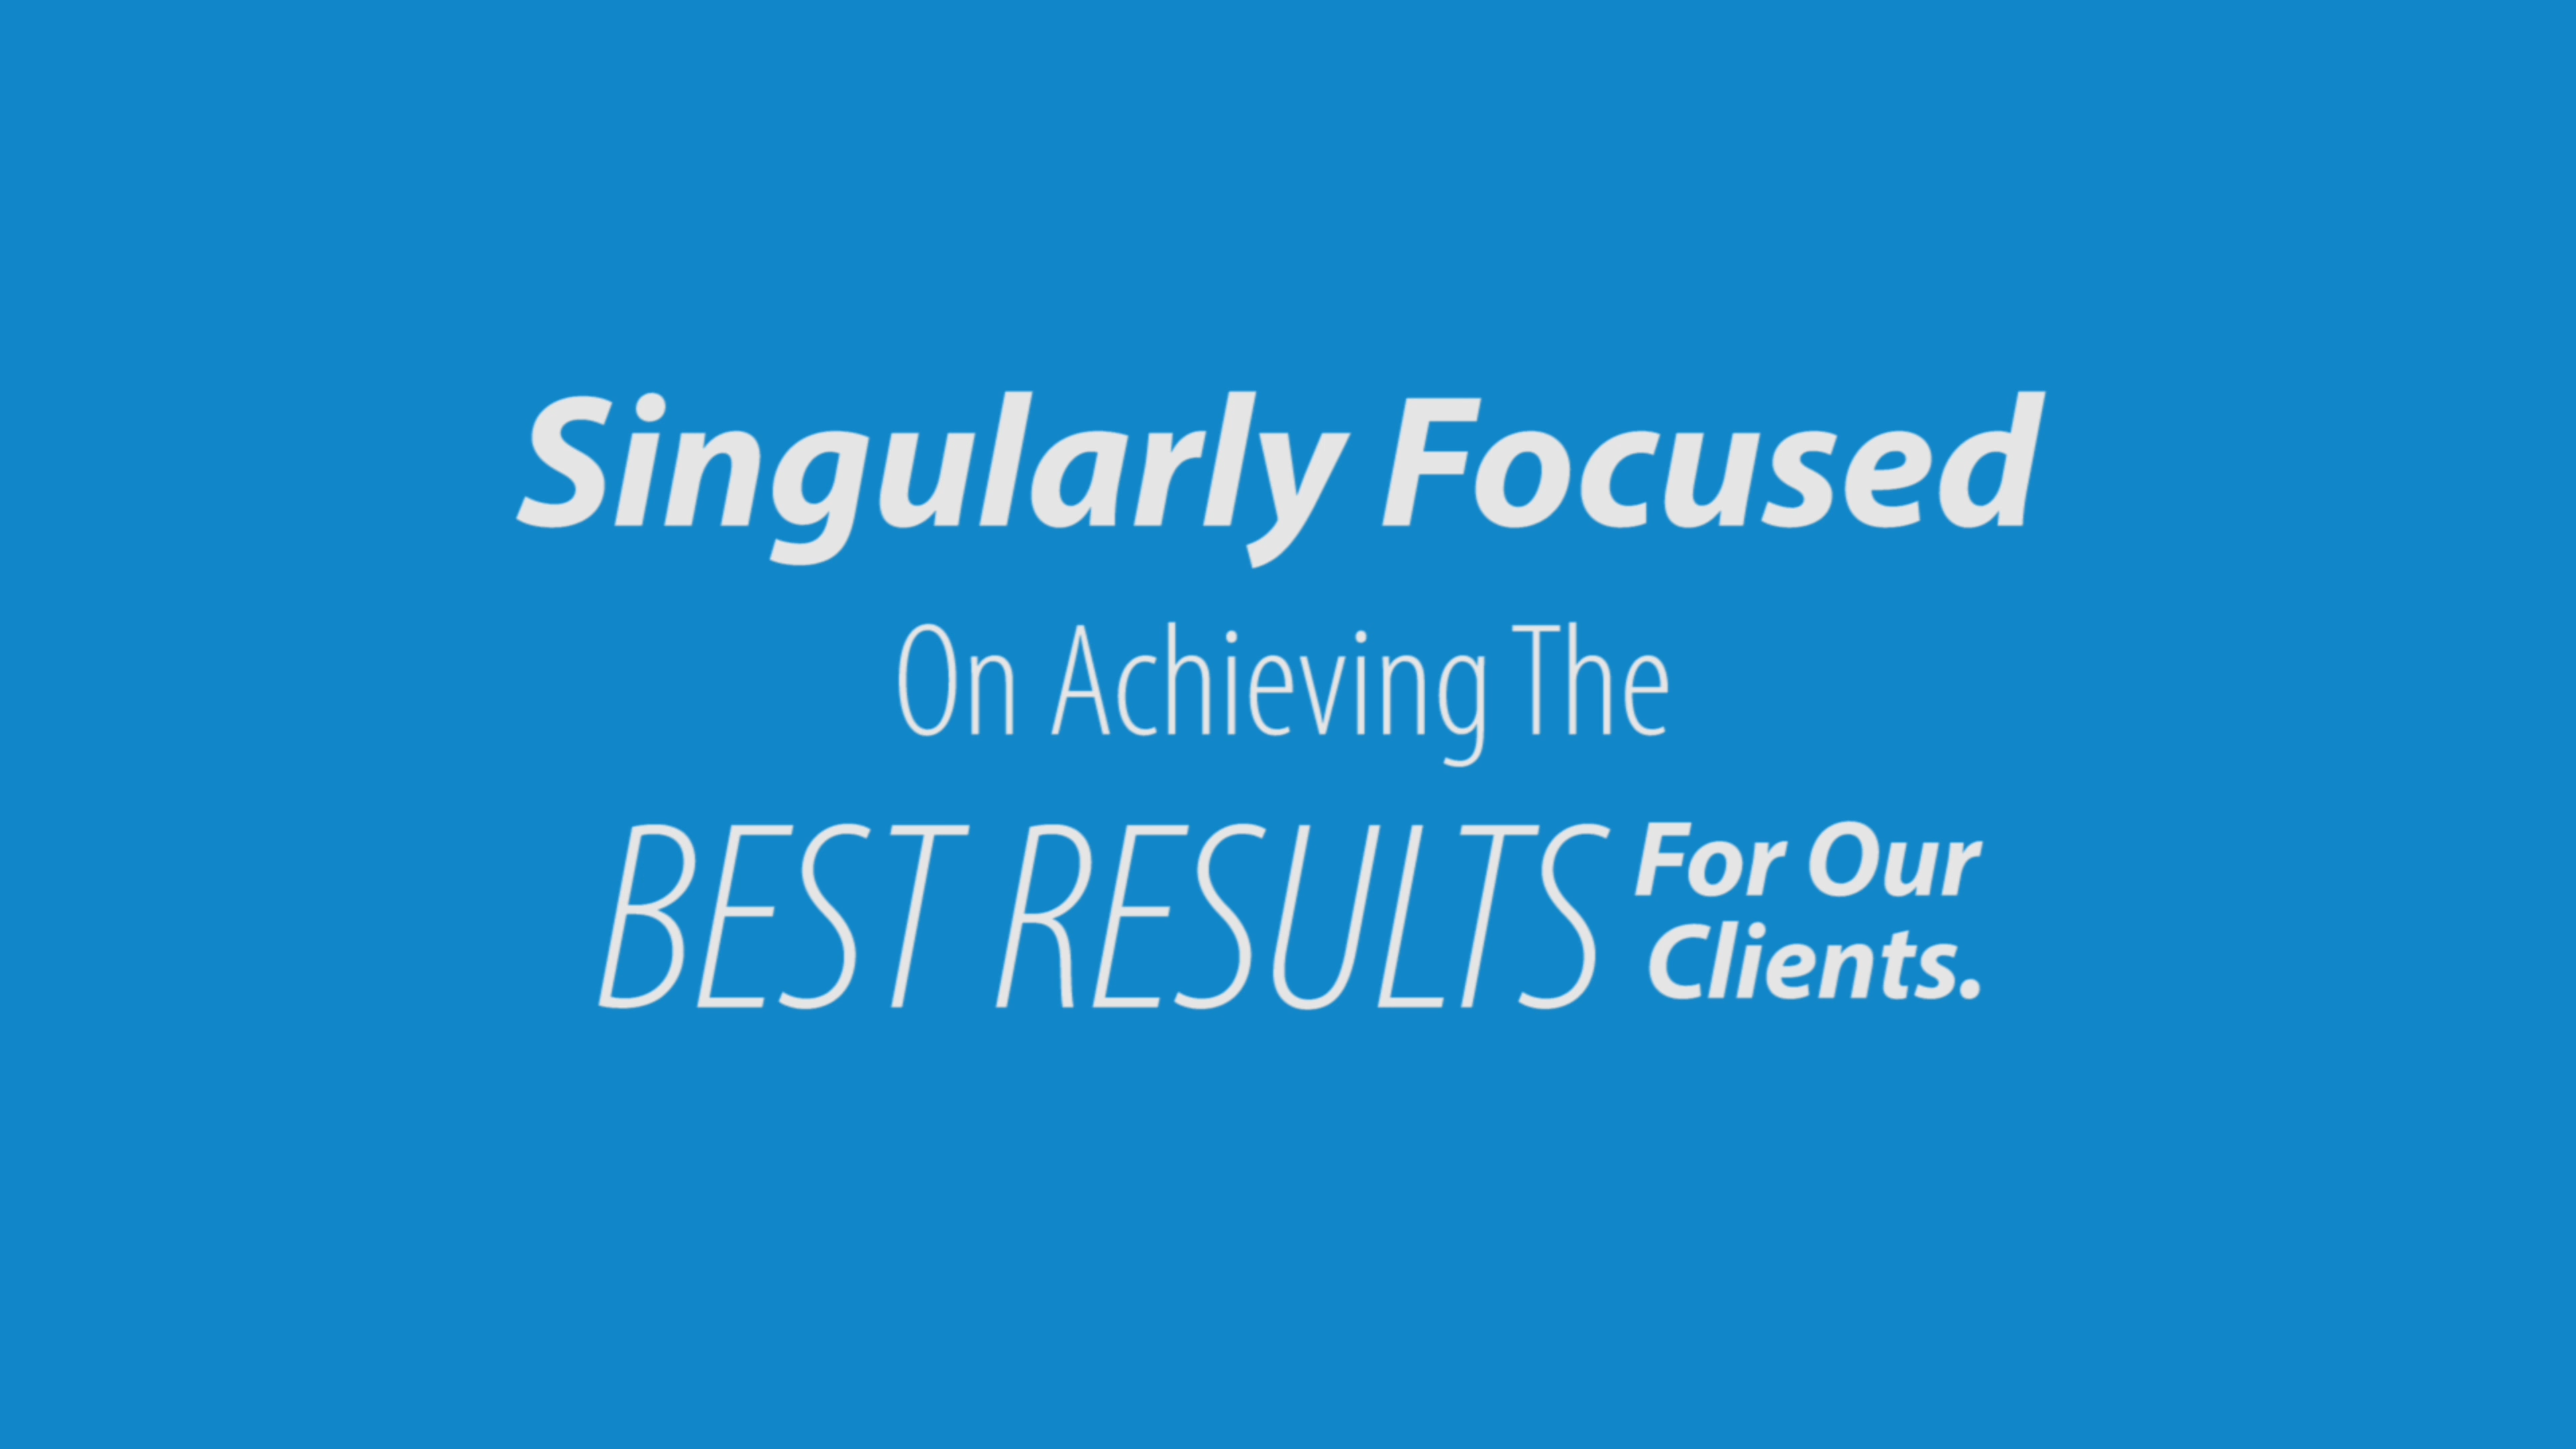 Singularly Focused
On Achieving The
BEST RESULTS For Our
Clients.